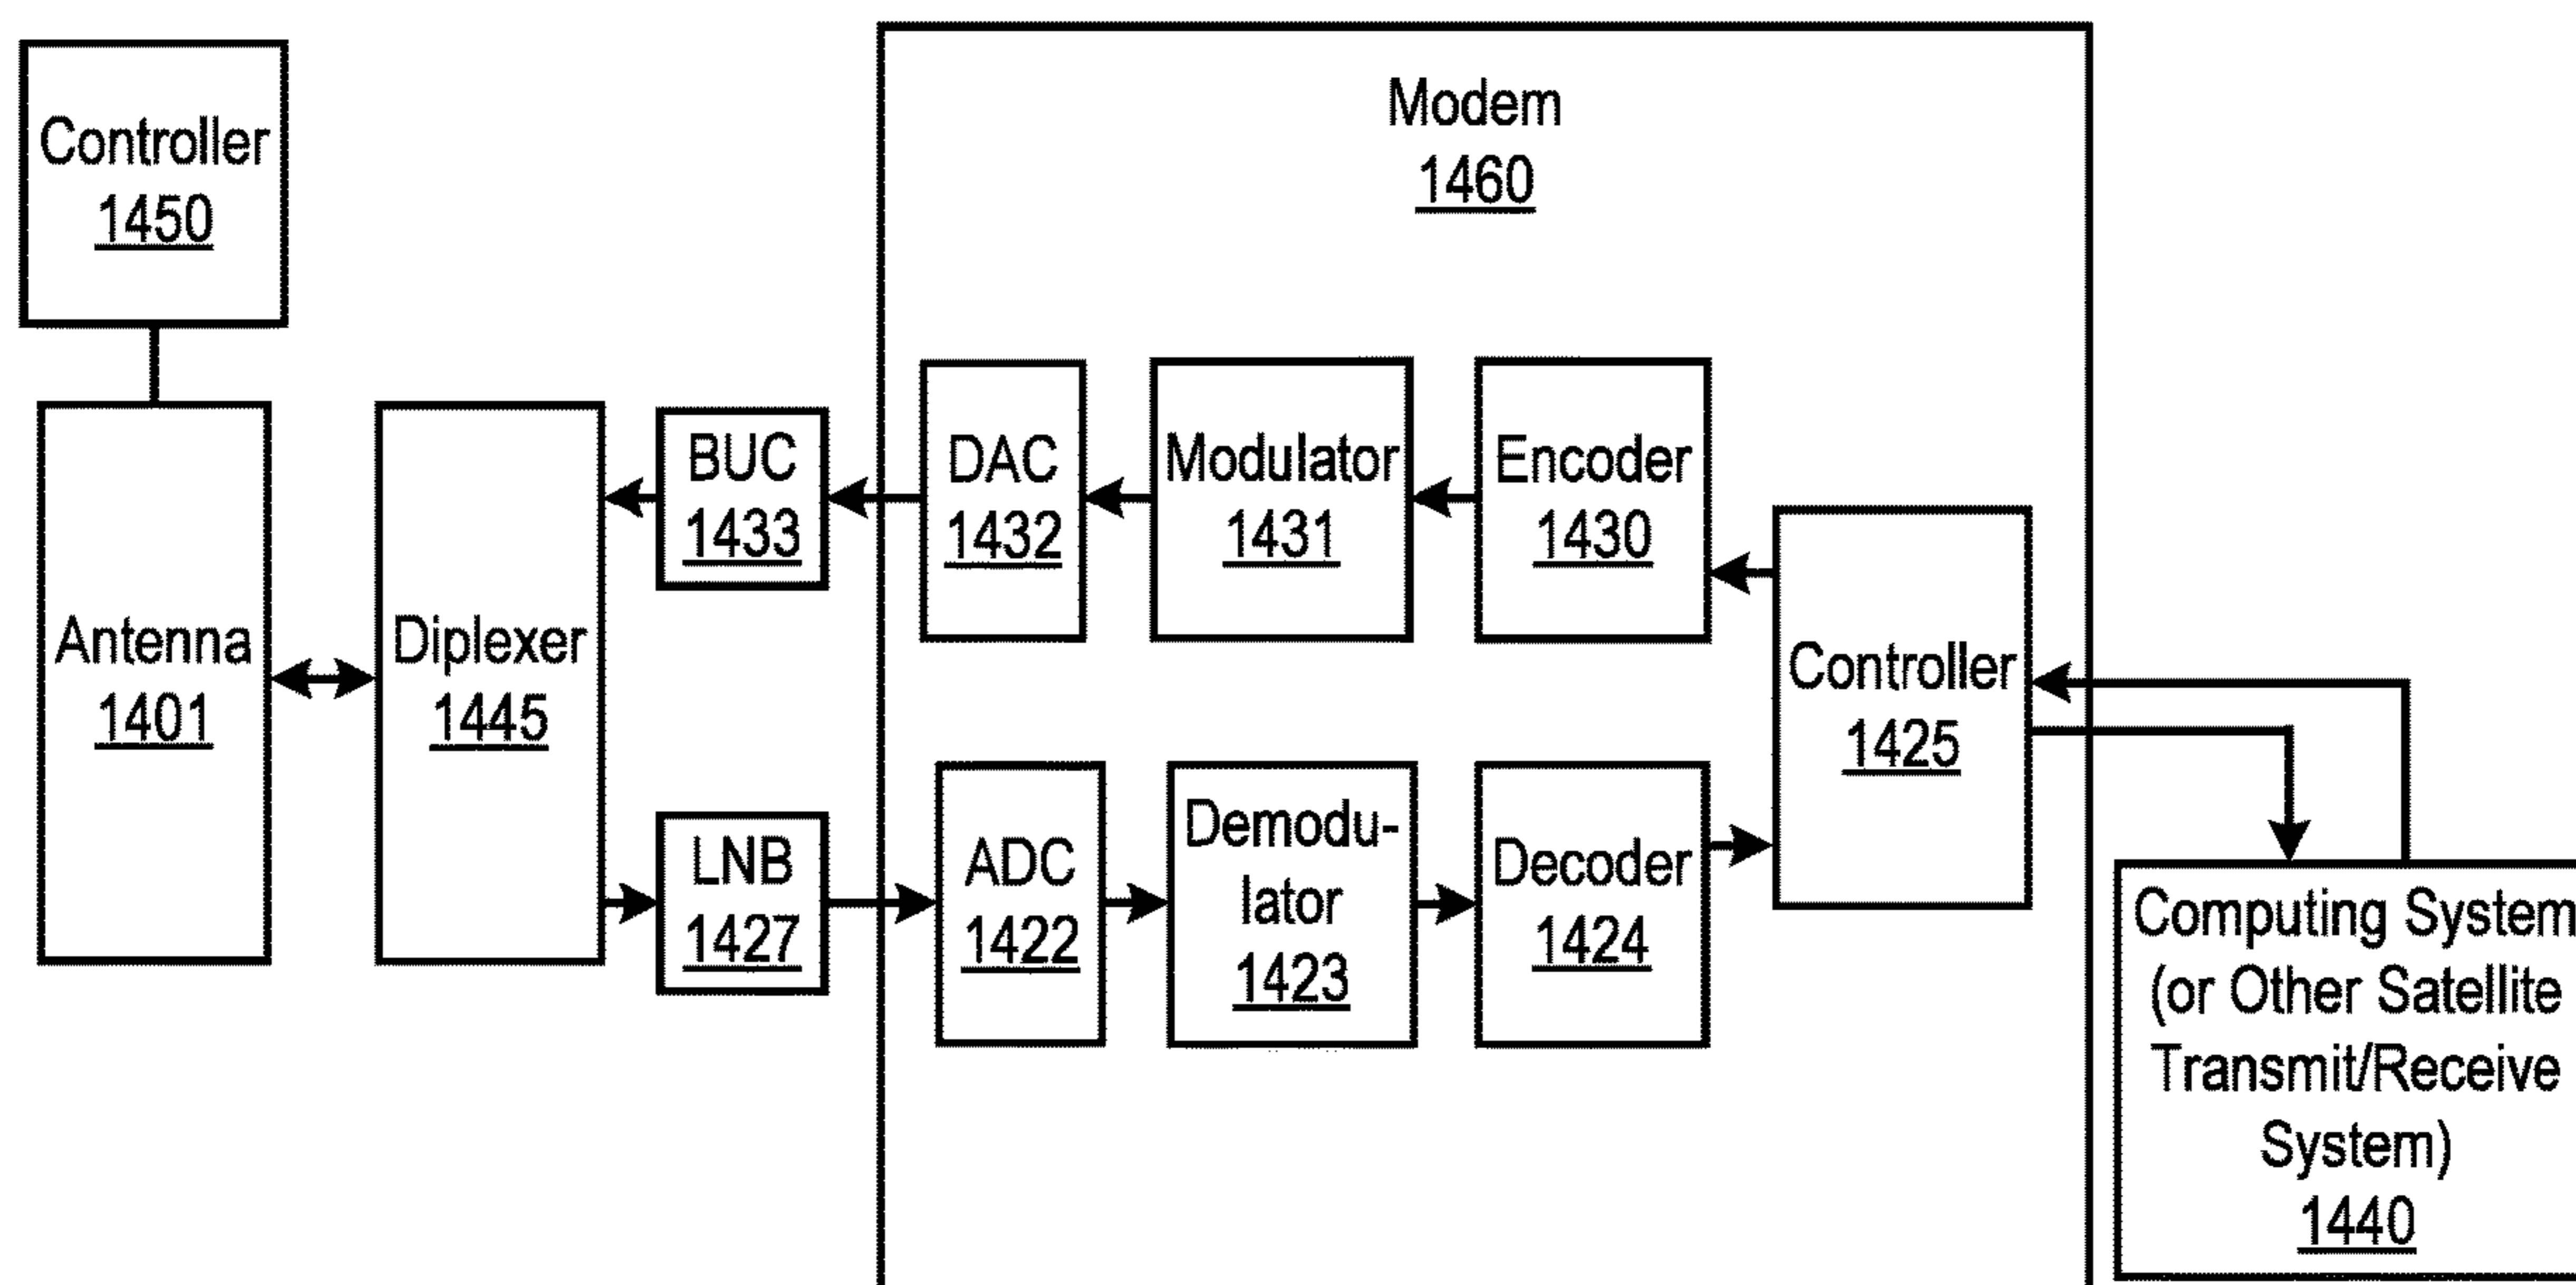 Controller
1450
Modem
1460
Antenna
1401
Diplexer
1445
BUC
1433
DAC
1432
Modulator
1431
Encoder
1430
Controller
1425
LNB
1427
ADC
1422
Demodu-
lator
1423
Decoder
1424
Computing System
(or Other Satellite
Transmit/Receive
System)
1440